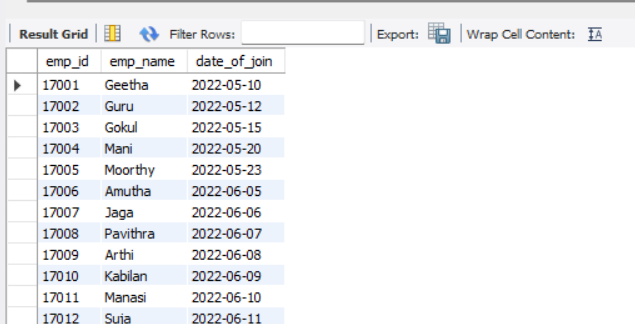 Result Grid Filter Rows: Export: Wrap Cell Content: IA
emp_id emp_name date_of_join
17001 Geetha 2022-05-10
17002 Guru 2022-05-12
17003 Gokul 2022-05-15
17004 Mani 2022-05-20
17005 Moorthy 2022-05-23
17006 Amutha 2022-06-05
17007 Jaga 2022-06-06
17008 Pavithra 2022-06-07
17009 Arthi 2022-06-08
17010 Kabilan 2022-06-09
17011 Manasi 2022-06-10
17012 Suja 2022-06-11